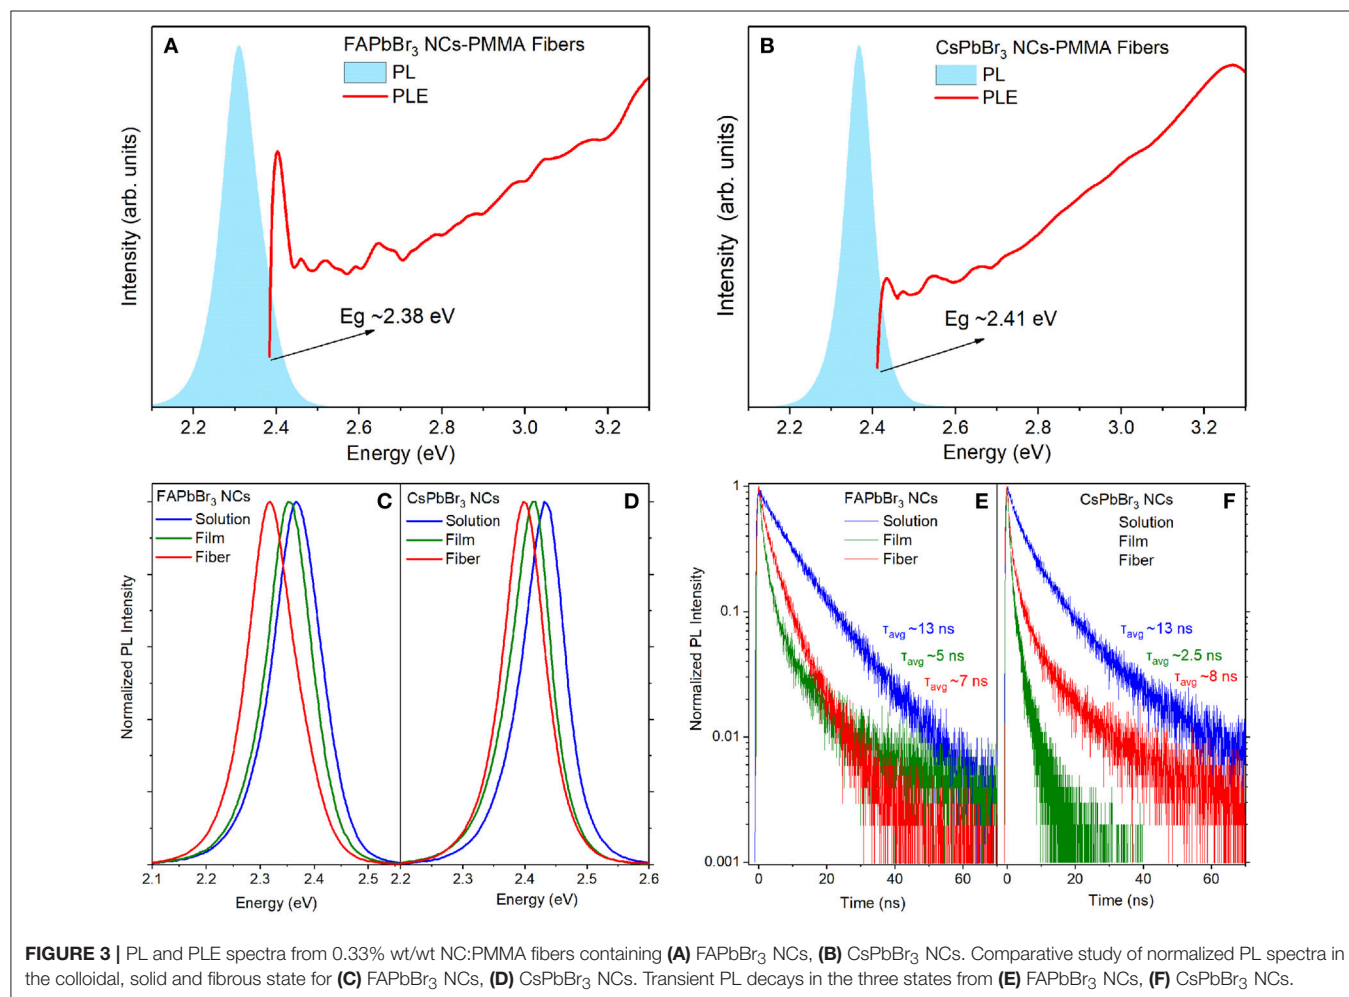 A
FAPbBr3 NCs-PMMA Fibers
PL
PLE
Eg ~2.38 eV
Intensity (arb. units)
2.2 2.4 2.6 2.8 3.0 3.2
Energy (eV)
B
CsPbBr3 NCs-PMMA Fibers
PL
PLE
Eg ~2.41 eV
Intensity (arb. units)
2.2 2.4 2.6 2.8 3.0 3.2
Energy (eV)
FAPbBr3 NCs
C
Solution
Film
Fiber
Normalized PL Intensity
2.1 2.2 2.3 2.4 2.5
Energy (eV)
CsPbBr3 NCs
D
Solution
Film
Fiber
2.2 2.3 2.4 2.5 2.6
Energy (eV)
FAPbBr3 NCs
E
Solution
Film
Fiber
τavg ~13 ns
τavg ~5 ns
τavg ~7 ns
Normalized PL Intensity
1
0.1
0.01
0.001
0 20 40 60
Time (ns)
CsPbBr3 NCs
F
Solution
Film
Fiber
τavg ~13 ns
τavg ~2.5 ns
τavg ~8 ns
0 20 40 60
Time (ns)
FIGURE 3 | PL and PLE spectra from 0.33% wt/wt NC:PMMA fibers containing (A) FAPbBr3 NCs, (B) CsPbBr3 NCs. Comparative study of normalized PL spectra in
the colloidal, solid and fibrous state for (C) FAPbBr3 NCs, (D) CsPbBr3 NCs. Transient PL decays in the three states from (E) FAPbBr3 NCs, (F) CsPbBr3 NCs.